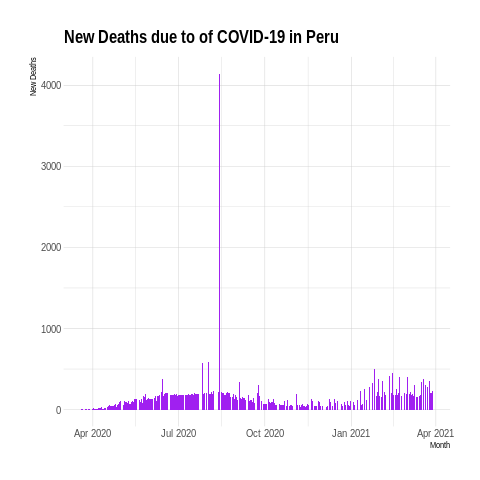 New Deaths due to of COVID-19 in Peru
New Deaths
4000
3000
2000
1000
0
Apr 2020 Jul 2020 Oct 2020 Jan 2021 Apr 2021
Month